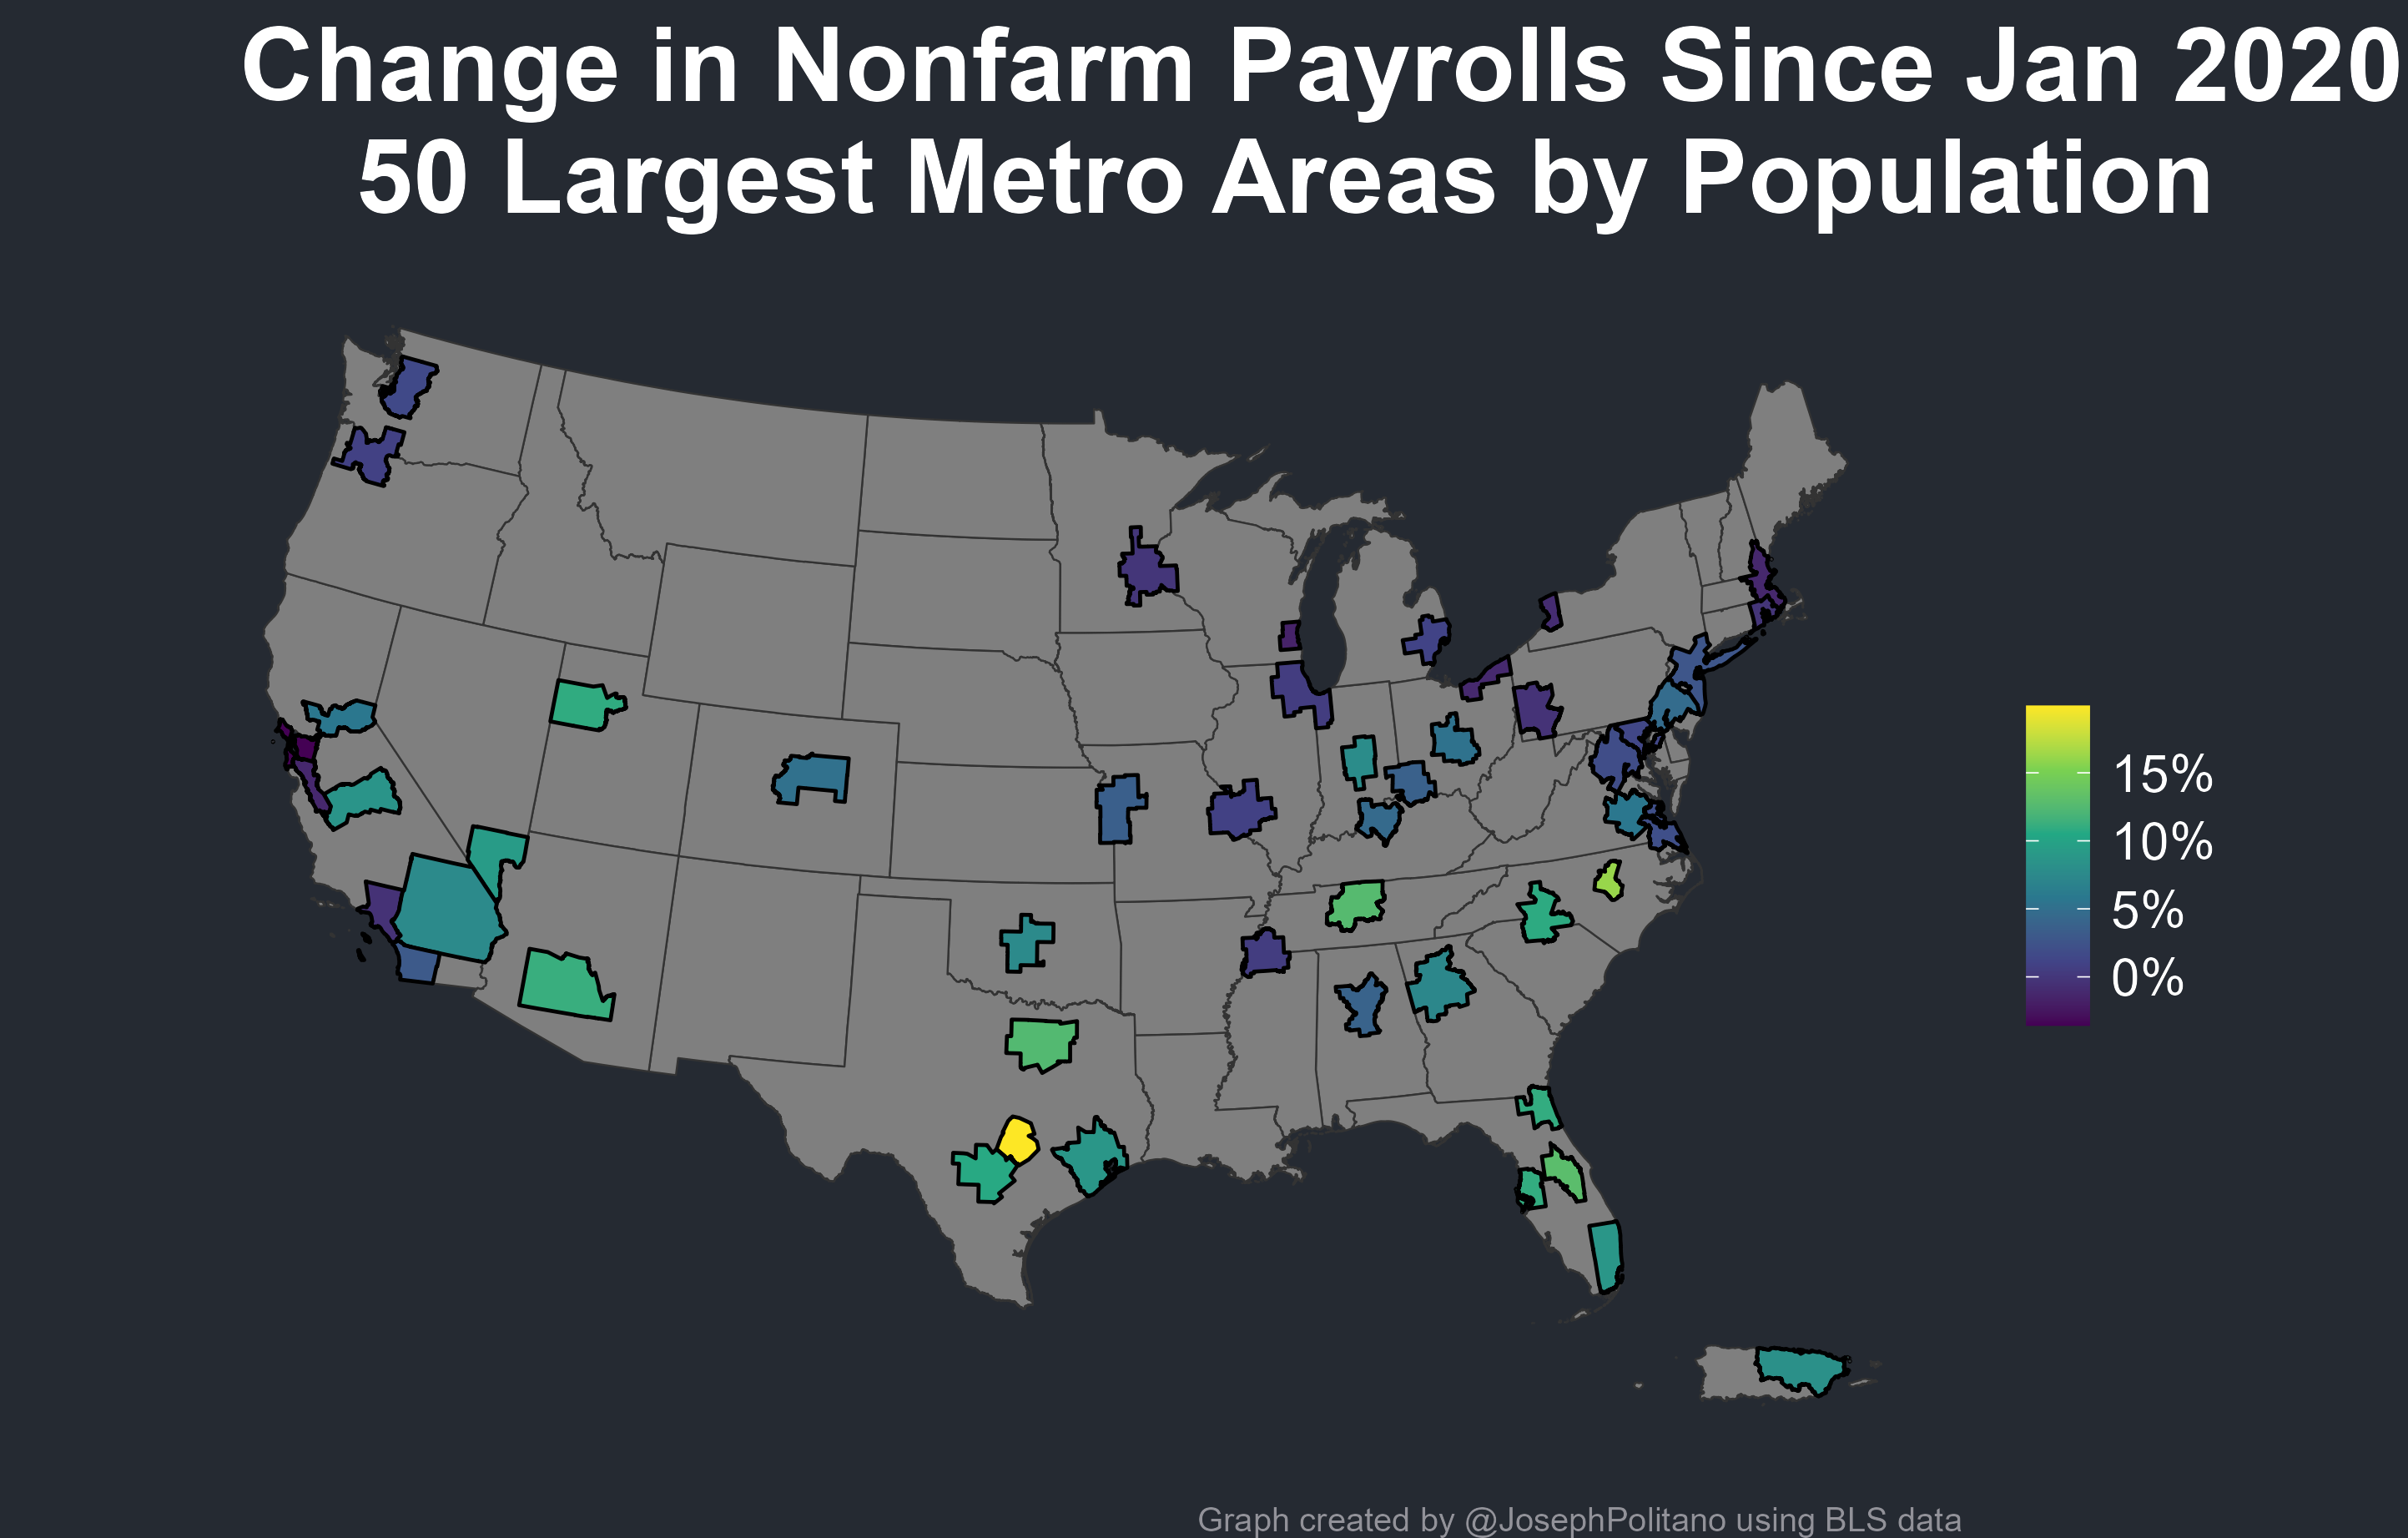 Change in Nonfarm Payrolls Since Jan 2020
50 Largest Metro Areas by Population
15%
10%
5%
0%
Graph created by @JosephPolitano using BLS data